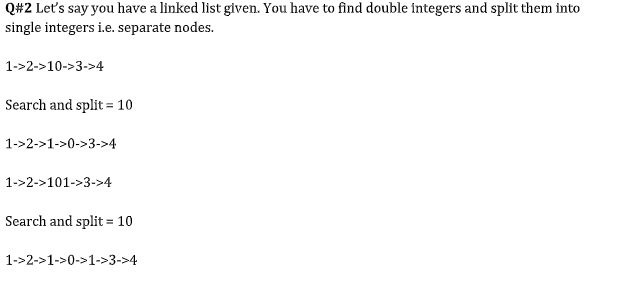 Q#2 Let's say you have a linked list given. You have to find double integers and split them into
single integers i.e. separate nodes.
1->2->10->3->4
Search and split = 10
1->2->1->0->3->4
1->2->101->3->4
Search and split = 10
1->2->1->0->1->3->4